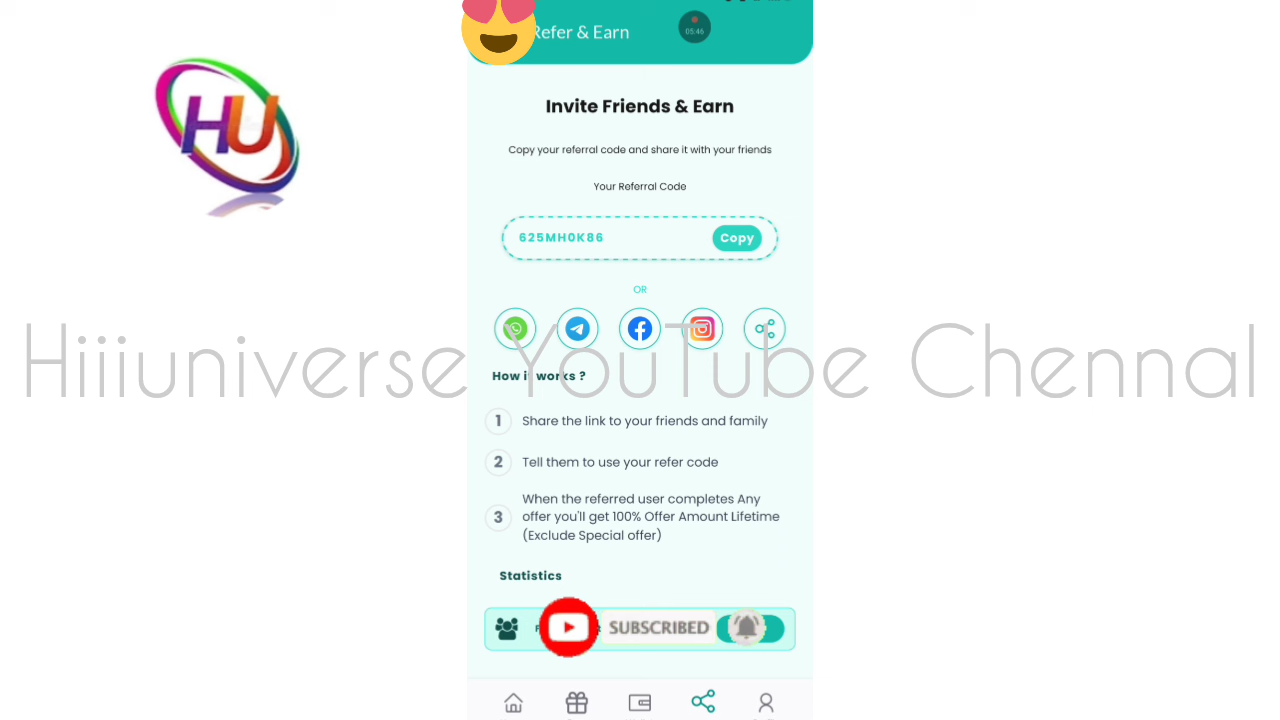 HU
Refer & Earn
05:46
Invite Friends & Earn
Copy your referral code and share it with your friends
Your Referral Code
625MH0K86
Copy
OR
Hiiiuniverse YouTube Chennal
How it works ?
1 Share the link to your friends and family
2 Tell them to use your refer code
3 When the referred user completes Any
offer you'll get 100% Offer Amount Lifetime
(Exclude Special offer)
Statistics
SUBSCRIBED